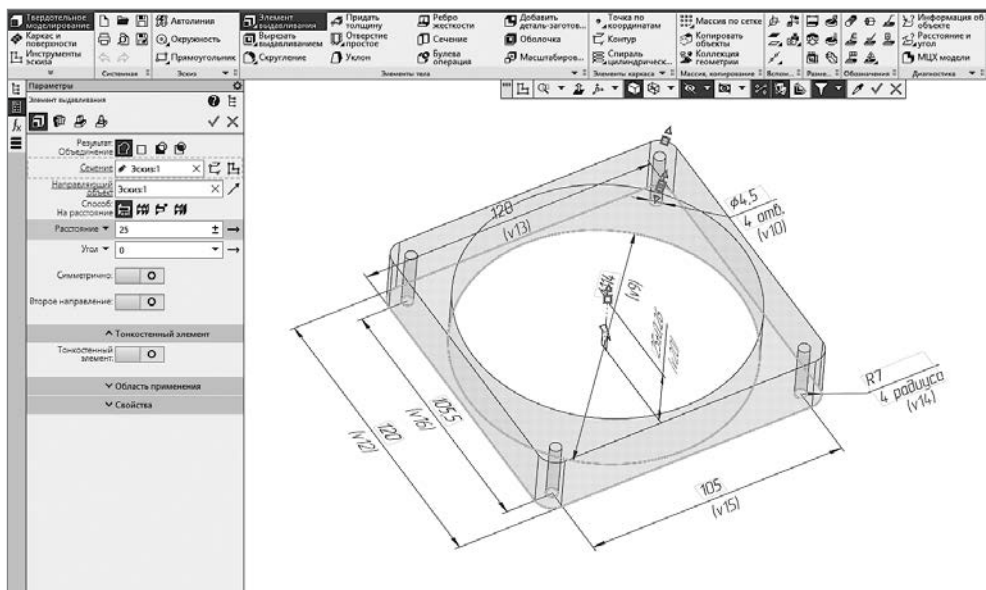 Твердотельное моделирование
Каркас и поверхности
Инструменты эскиза
Системная
Автолиния
Окружность
Прямоугольник
Эскиз
Элемент выдавливания
Вырезать выдавливанием
Скругление
Придать толщину
Отверстие простое
Уклон
Ребро жесткости
Сечение
Булева операция
Добавить деталь-заготов...
Оболочка
Масштабиров...
Элементы тела
Точка по координатам
Контур
Спираль цилиндрическ...
Элементы каркаса
Массив по сетке
Копировать объекты
Коллекция геометрии
Массив, копирование
Вспом...
Разме...
Обозначения
Информация об объекте
Расстояние и угол
МЦХ модели
Диагностика
Параметры
Элемент выдавливания
Результат:
Объединение
Сечение
Эскиз:1
Направляющий объект
Эскиз:1
Способ:
На расстояние
Расстояние
25
Угол
0
Симметрично:
Второе направление:
Тонкостенный элемент
Тонкостенный элемент:
Область применения
Свойства
120
(v13)
ϕ4,5
4 отв.
(v10)
(v9)
R7
4 радиуса
(v14)
105,5
(v16)
120
(v12)
105
(v15)